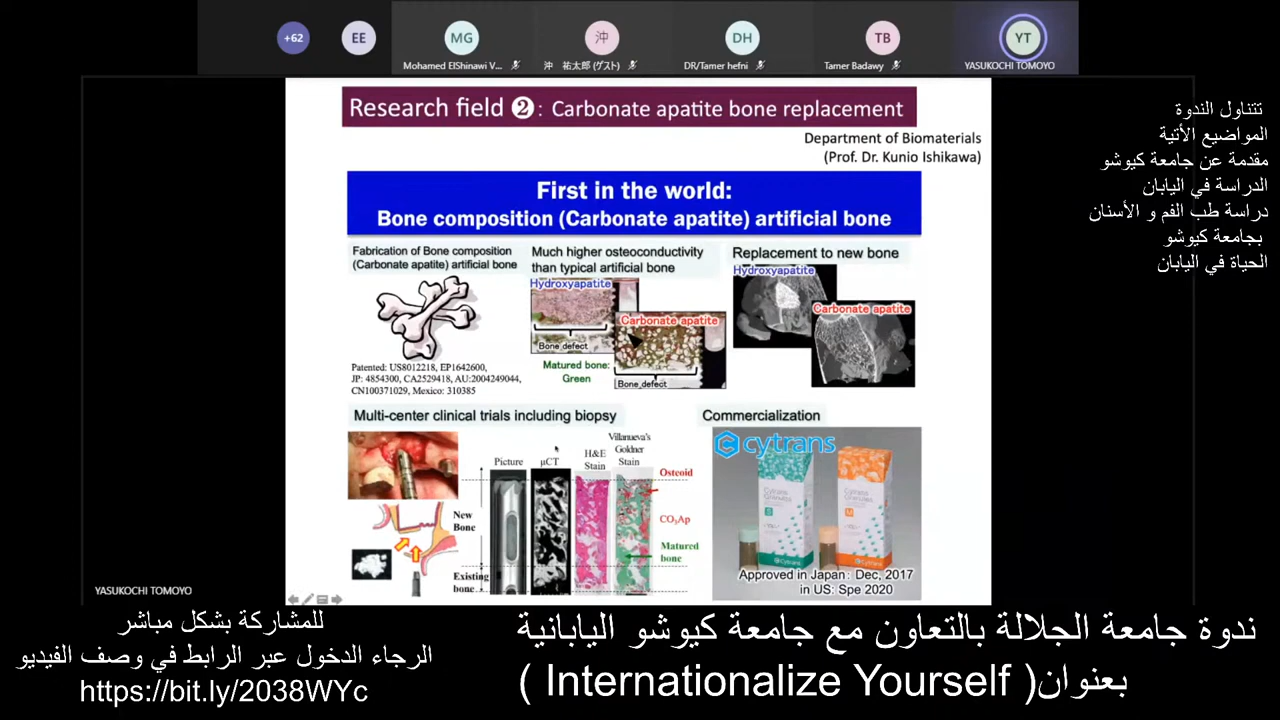 +62
EE
MG
沖
DH
TB
YT
Mohamed ElShinawi V...
沖 祐太郎 (ゲスト)
DR/Tamer hefni
Tamer Badawy
YASUKOCHI TOMOYO
Research field ❷: Carbonate apatite bone replacement
Department of Biomaterials
(Prof. Dr. Kunio Ishikawa)
First in the world:
Bone composition (Carbonate apatite) artificial bone
Fabrication of Bone composition
(Carbonate apatite) artificial bone
Patented: US8012218, EP1642600,
JP: 4854300, CA2529418, AU:2004249044,
CN100371029, Mexico: 310385
Much higher osteoconductivity
than typical artificial bone
Hydroxyapatite
Bone defect
Carbonate apatite
Bone defect
Matured bone:
Green
Replacement to new bone
Hydroxyapatite
Carbonate apatite
Multi-center clinical trials including biopsy
Picture
μCT
H&E
Stain
Villanueva's
Goldner
Stain
New
Bone
Existing
bone
Osteoid
CO₃Ap
Matured
bone
Commercialization
cytrans
Cytrans
Granules
S
Cytrans
Granules
M
cytrans
cytrans
Approved in Japan: Dec, 2017
in US: Spe 2020
تتناول الندوة
المواضيع الأتية
مقدمة عن جامعة كيوشو
الدراسة في اليابان
دراسة طب الفم و الأسنان
بجامعة كيوشو
الحياة في اليابان
YASUKOCHI TOMOYO
ندوة جامعة الجلالة بالتعاون مع جامعة كيوشو اليابانية
بعنوان( Internationalize Yourself )
للمشاركة بشكل مباشر
الرجاء الدخول عبر الرابط في وصف الفيديو
https://bit.ly/2038WYc